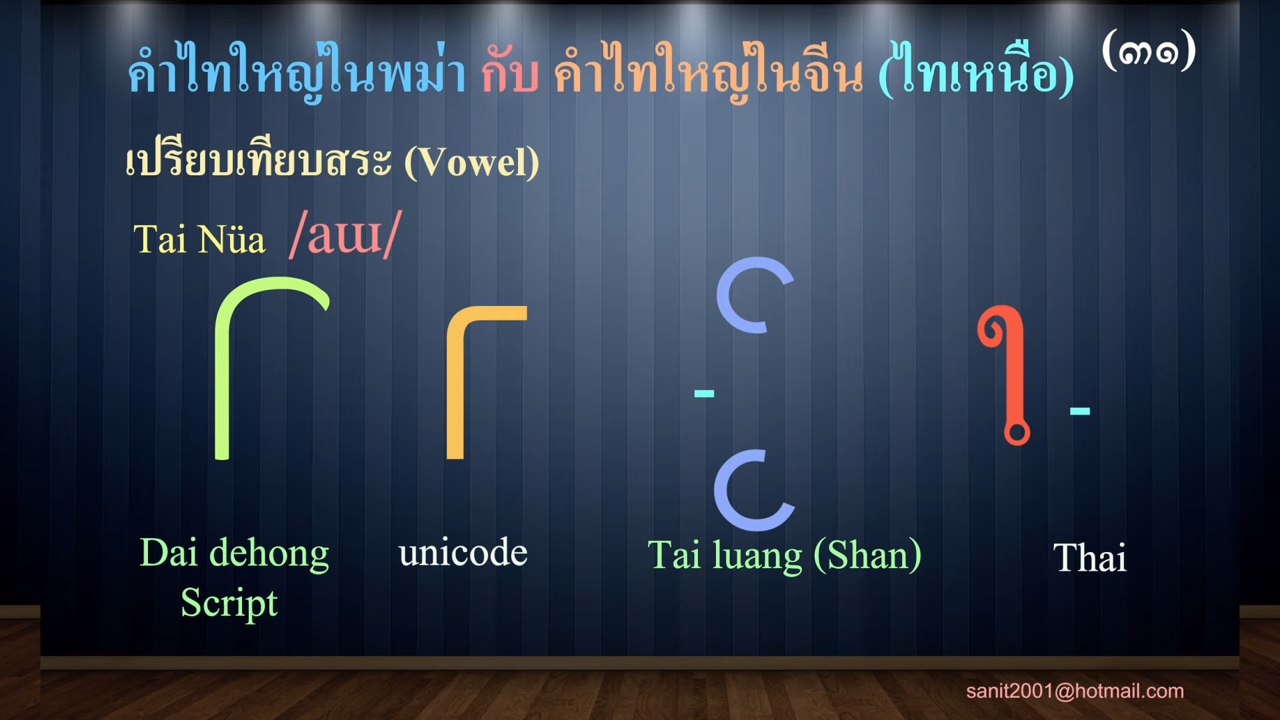 คำไทใหญ่ในพม่า กับ คำไทใหญ่ในจีน (ไทเหนือ) (๓๑)
เปรียบเทียบสระ (Vowel)
Tai Nüa /aɯ/
ᥬ ᥬ -ႂ် ใ-
Dai dehong unicode Tai luang (Shan) Thai
Script
sanit2001@hotmail.com